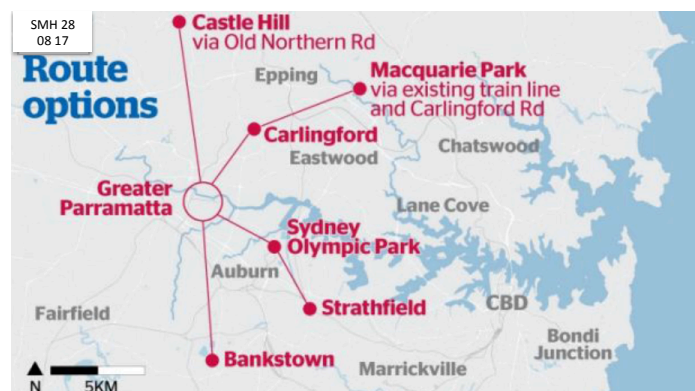 SMH 28
08 17
Route
options
Castle Hill
via Old Northern Rd
Epping
Macquarie Park
via existing train line
and Carlingford Rd
Carlingford
Eastwood
Chatswood
Greater
Parramatta
Lane Cove
Sydney
Olympic Park
Auburn
Strathfield
CBD
Fairfield
Bondi
Junction
Bankstown
Marrickville
N
5KM